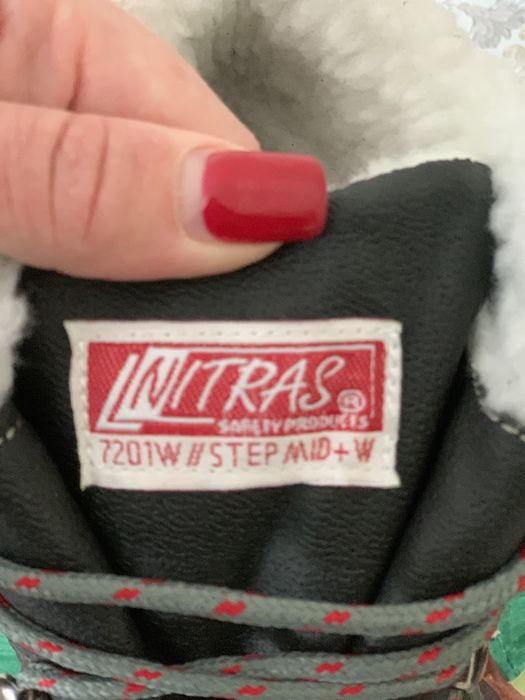 NITRAS®
SAFETY PRODUCTS
7201W // STEP MID+ W